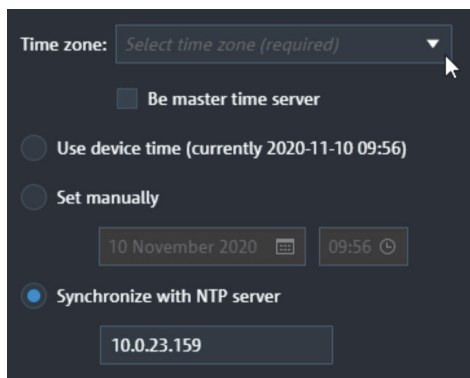 Time zone: Select time zone (required)
Be master time server
Use device time (currently 2020-11-10 09:56)
Set manually
10 November 2020 09:56
Synchronize with NTP server
10.0.23.159